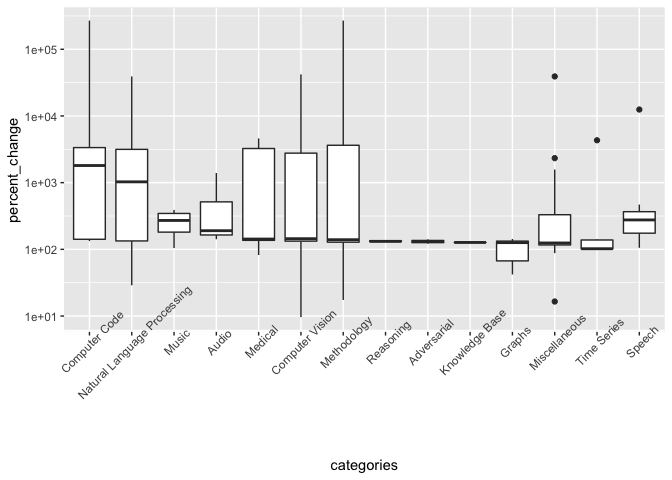 percent_change
1e+05
1e+04
1e+03
1e+02
1e+01
Computer Code
Natural Language Processing
Music
Audio
Medical
Computer Vision
Methodology
Reasoning
Adversarial
Knowledge Base
Graphs
Miscellaneous
Time Series
Speech
categories